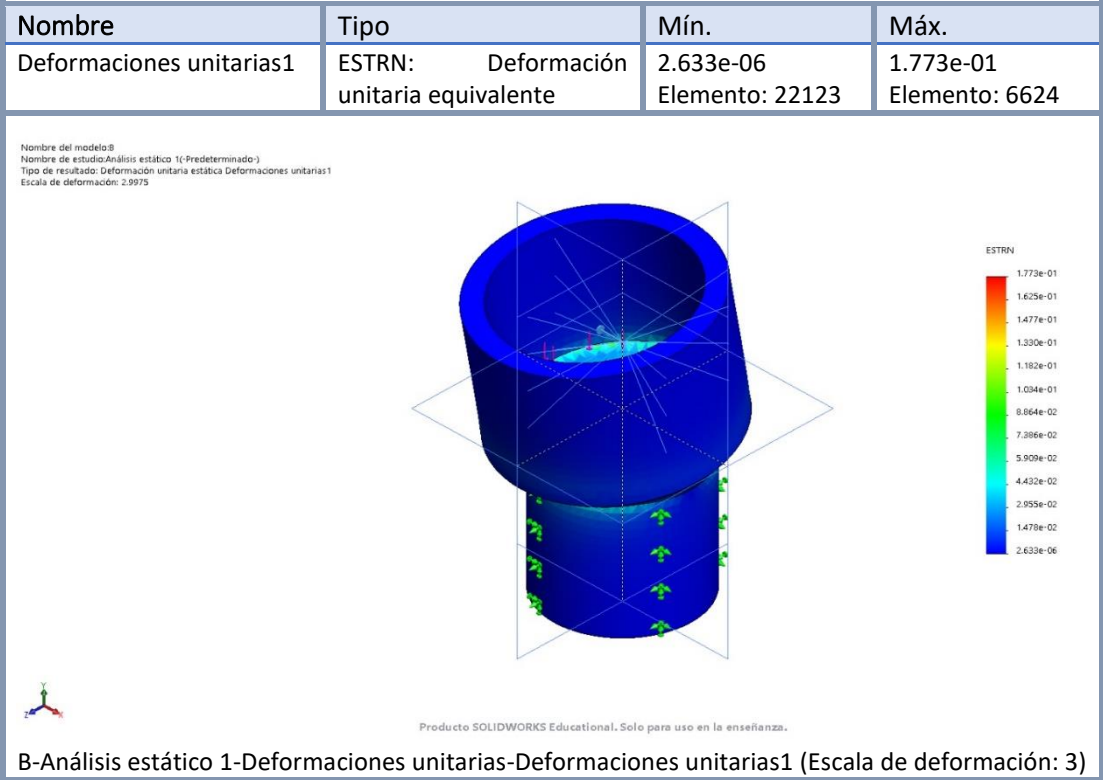 Nombre Tipo Mín. Máx.
Deformaciones unitarias1 ESTRN: Deformación 2.633e-06 1.773e-01
unitaria equivalente Elemento: 22123 Elemento: 6624
Nombre del modelo:B
Nombre de estudio:Análisis estático 1(-Predeterminado-)
Tipo de resultado: Deformación unitaria estática Deformaciones unitarias1
Escala de deformación: 2.9975
ESTRN
1.773e-01
1.625e-01
1.477e-01
1.330e-01
1.182e-01
1.034e-01
8.864e-02
7.386e-02
5.909e-02
4.432e-02
2.955e-02
1.478e-02
2.633e-06
Y
Z X
Producto SOLIDWORKS Educational. Solo para uso en la enseñanza.
B-Análisis estático 1-Deformaciones unitarias-Deformaciones unitarias1 (Escala de deformación: 3)